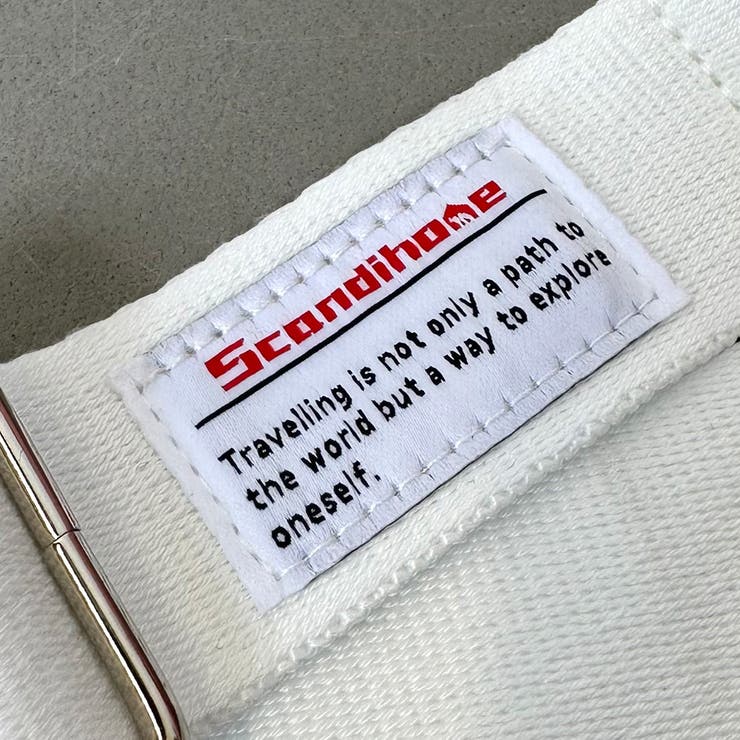 Scandihome
Travelling is not only a path to
the world but a way to explore
oneself.